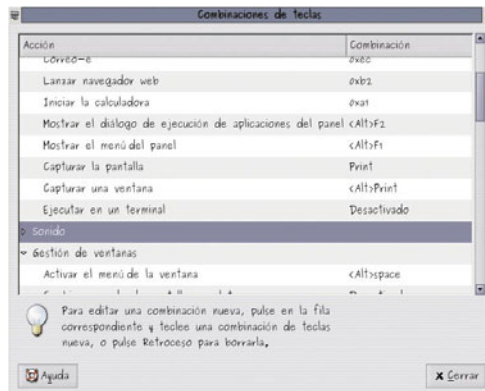 Combinaciones de teclas
Acción Combinación
Correo-e 0xec
Lanzar navegador web 0xb2
Iniciar la calculadora 0xa1
Mostrar el diálogo de ejecución de aplicaciones del panel <Alt>F2
Mostrar el menú del panel <Alt>F1
Capturar la pantalla Print
Capturar una ventana <Alt>Print
Ejecutar en un terminal Desactivado
Sonido
Gestión de ventanas
Activar el menú de la ventana <Alt>space
Para editar una combinación nueva, pulse en la fila
correspondiente y teclee una combinación de teclas
nueva, o pulse Retroceso para borrarla.
Ayuda Cerrar